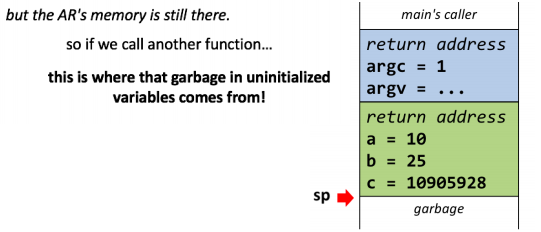 but the AR's memory is still there.
so if we call another function...
this is where that garbage in uninitialized
variables comes from!
main's caller
return address
argc = 1
argv = ...
return address
a = 10
b = 25
c = 10905928
sp
garbage